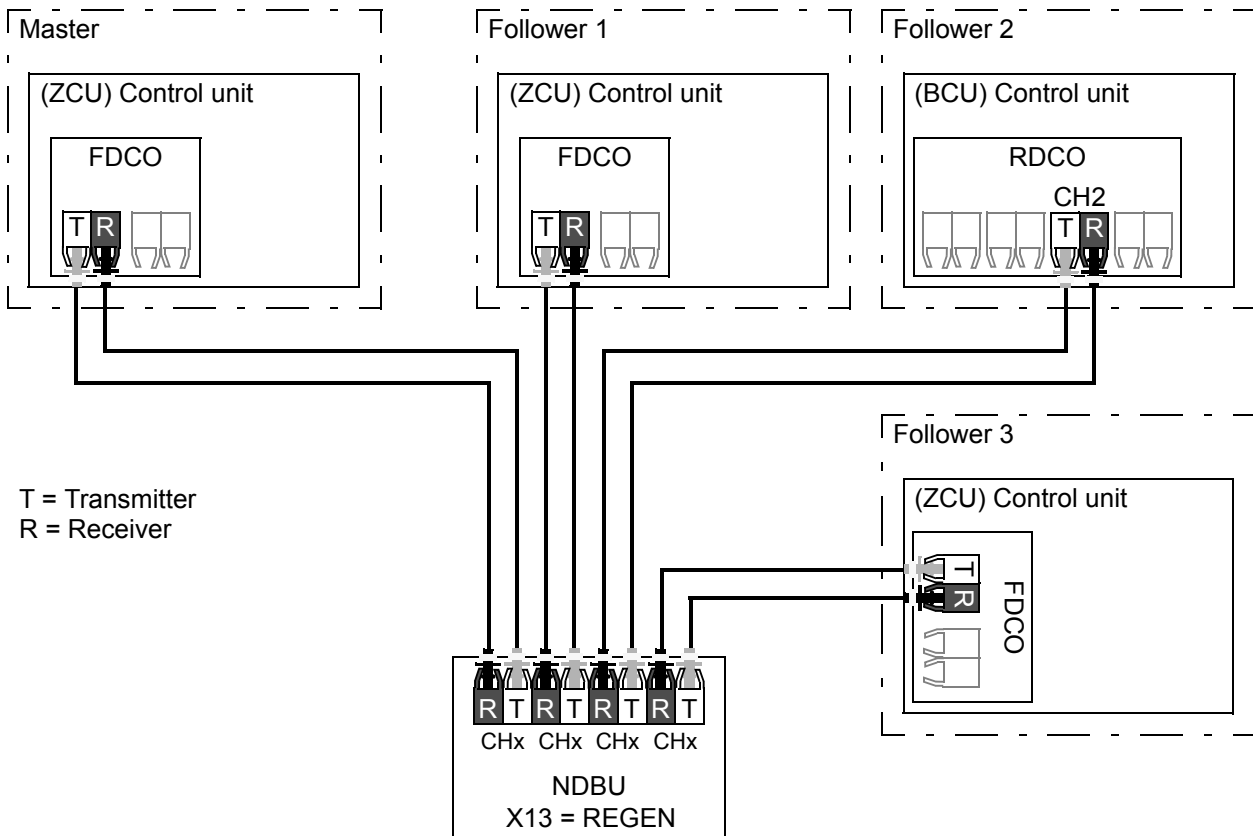 Master
(ZCU) Control unit
FDCO
T R
Follower 1
(ZCU) Control unit
FDCO
T R
Follower 2
(BCU) Control unit
RDCO
CH2
T R
T = Transmitter
R = Receiver
Follower 3
(ZCU) Control unit
T
R
FDCO
R T R T R T R T
CHx CHx CHx CHx
NDBU
X13 = REGEN